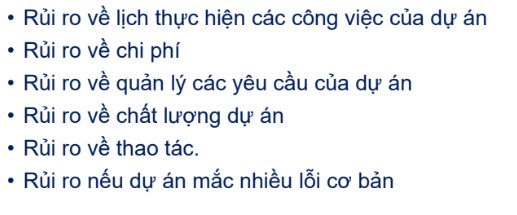 • Rủi ro về lịch thực hiện các công việc của dự án
• Rủi ro về chi phí
• Rủi ro về quản lý các yêu cầu của dự án
• Rủi ro về chất lượng dự án
• Rủi ro về thao tác.
• Rủi ro nếu dự án mắc nhiều lỗi cơ bản